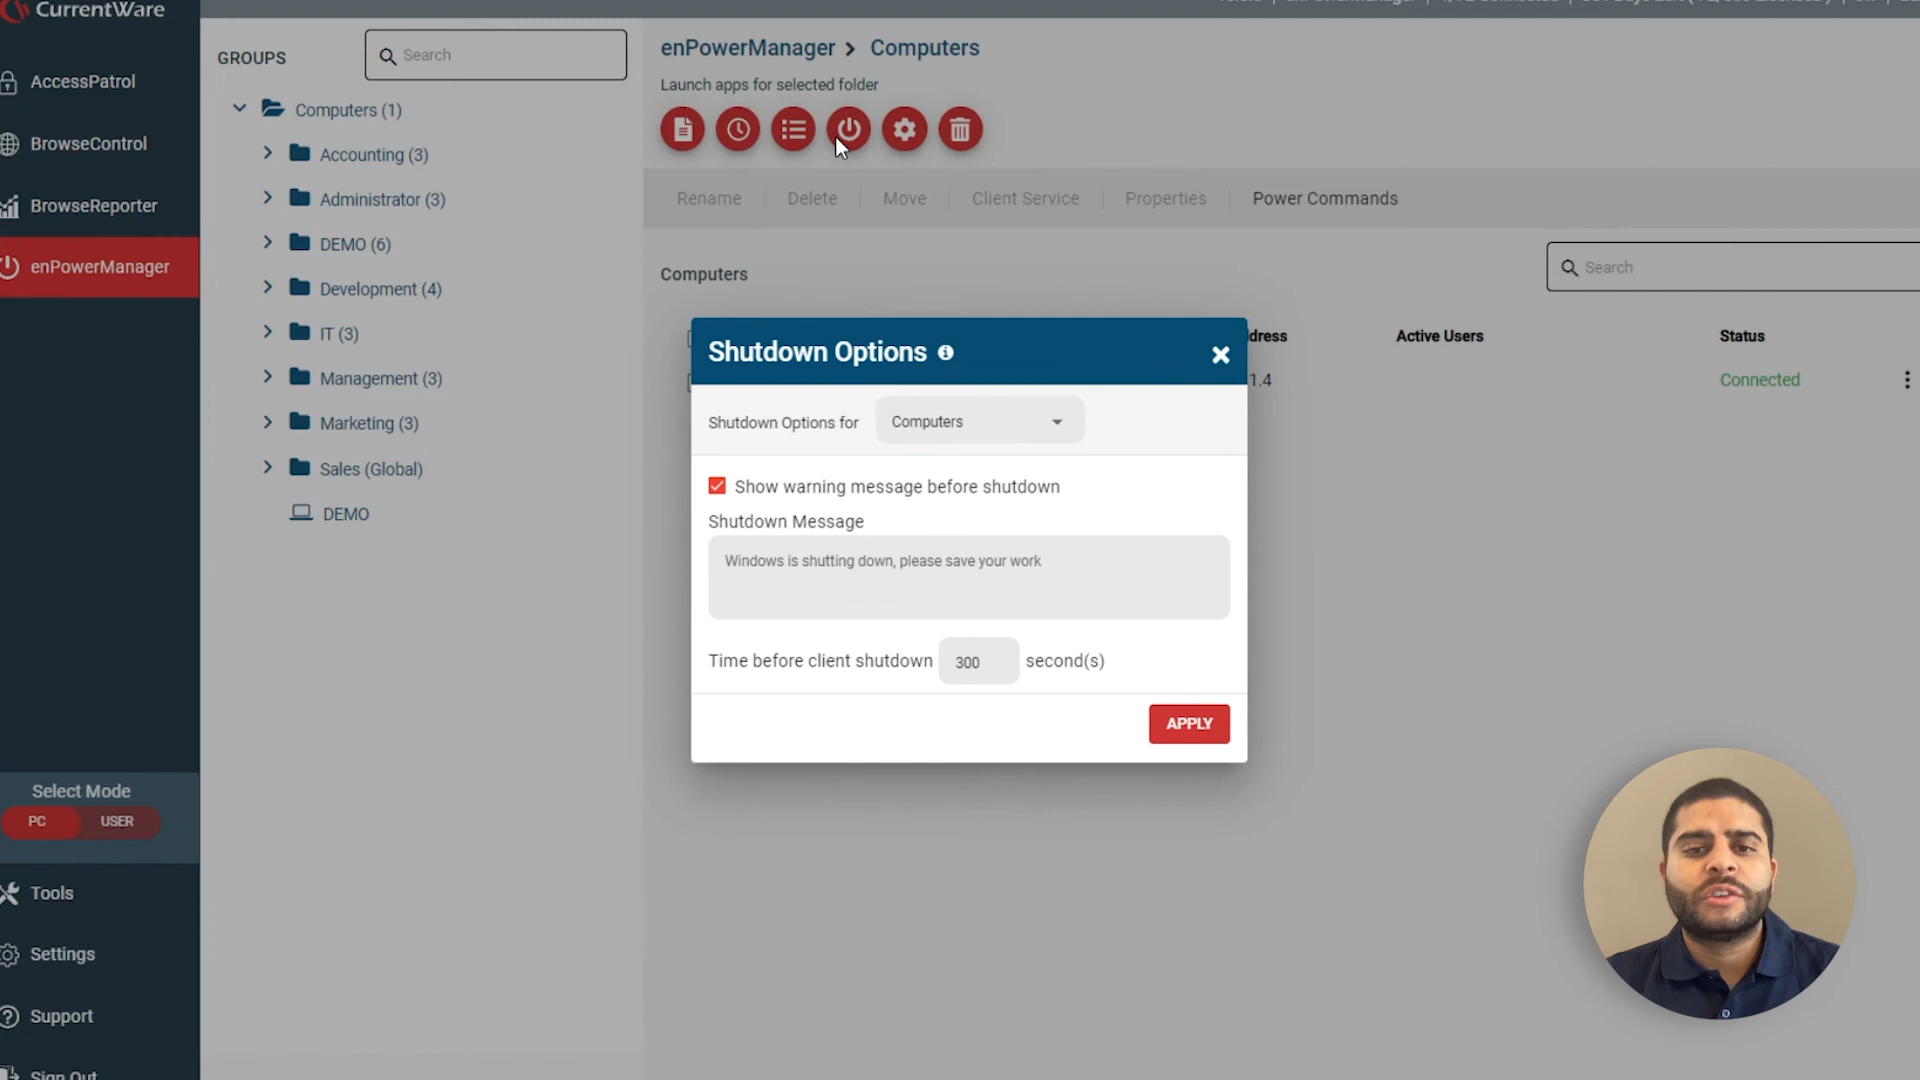 CurrentWare
AccessPatrol
BrowseControl
BrowseReporter
enPowerManager
Select Mode
PC USER
Tools
Settings
Support
Sign Out
GROUPS
Search
Computers (1)
Accounting (3)
Administrator (3)
DEMO (6)
Development (4)
IT (3)
Management (3)
Marketing (3)
Sales (Global)
DEMO
enPowerManager > Computers
Launch apps for selected folder
Rename Delete Move Client Service Properties Power Commands
Computers
Search
dress Active Users Status
1.4 Connected
Shutdown Options
Shutdown Options for Computers
Show warning message before shutdown
Shutdown Message
Windows is shutting down, please save your work
Time before client shutdown 300 second(s)
APPLY